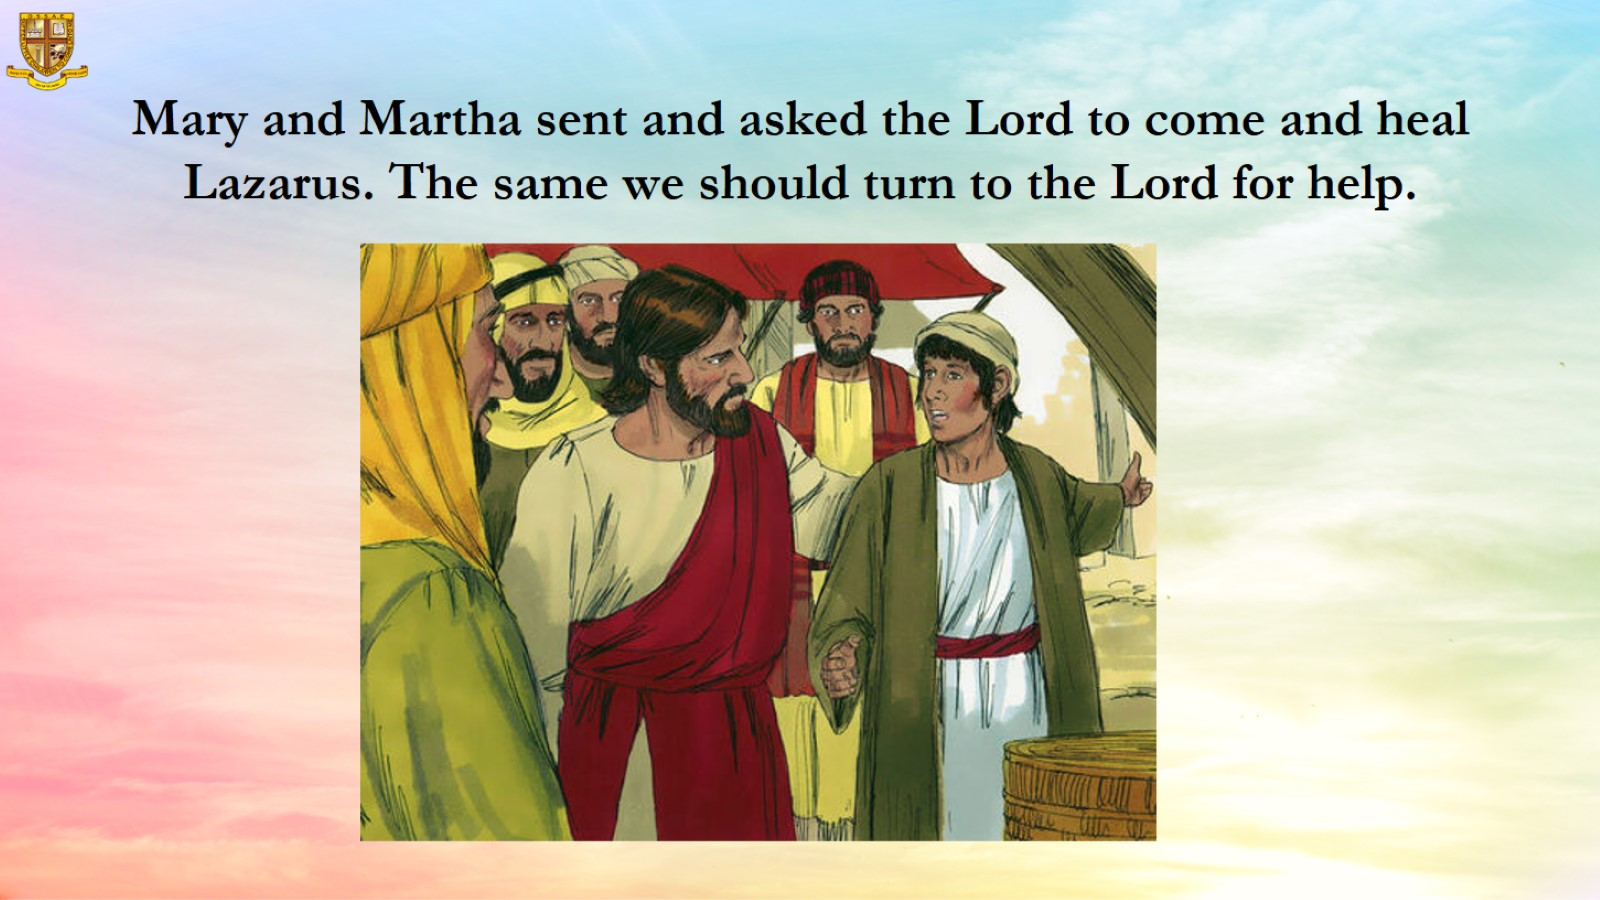 Mary and Martha sent and asked the Lord to come and heal
Lazarus. The same we should turn to the Lord for help.